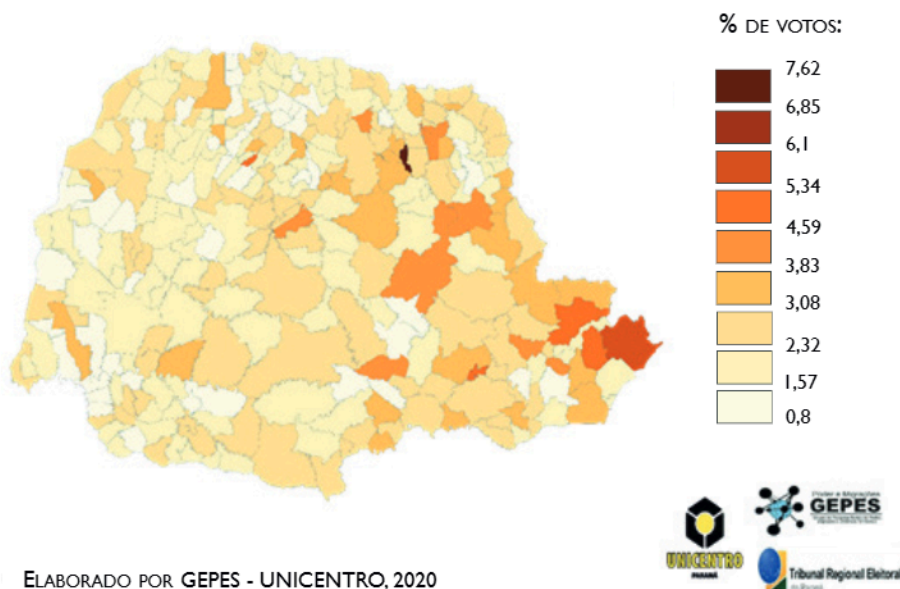 % DE VOTOS:
7,62
6,85
6,1
5,34
4,59
3,83
3,08
2,32
1,57
0,8
GEPES
UNICENTRO
PARANÁ
Tribunal Regional Eleitoral
ELABORADO POR GEPES - UNICENTRO, 2020